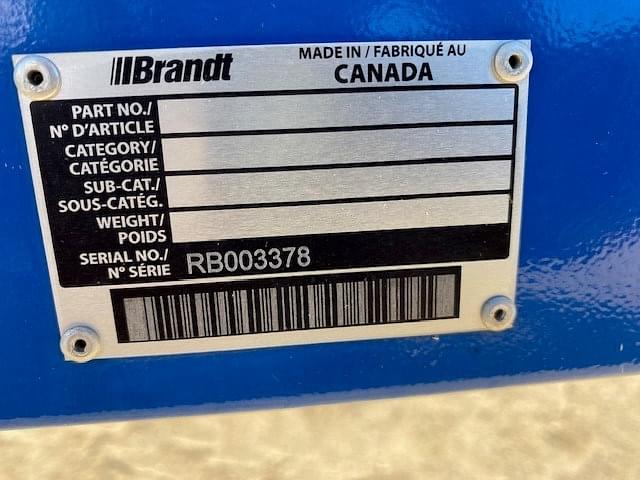 Brandt
MADE IN / FABRIQUÉ AU
CANADA
PART NO./
N° D'ARTICLE
CATEGORY/
CATÉGORIE
SUB-CAT./
SOUS-CATÉG.
WEIGHT/
POIDS
SERIAL NO./
N° SÉRIE
RB003378